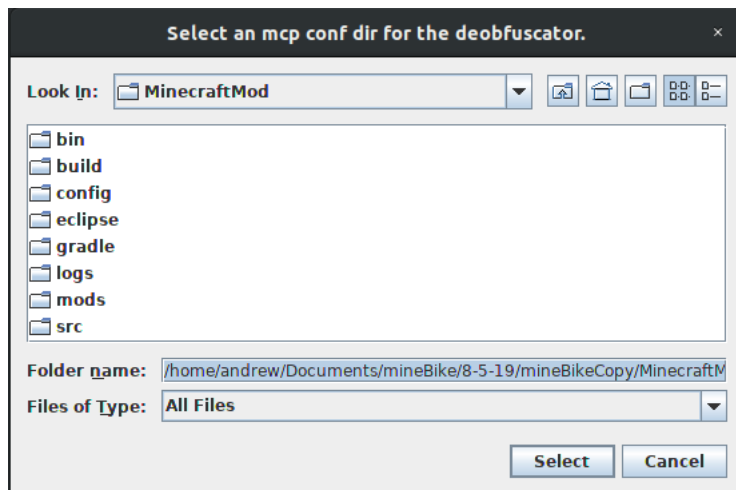 Select an mcp conf dir for the deobfuscator. ×
Look In: MinecraftMod
bin
build
config
eclipse
gradle
logs
mods
src
Folder name: /home/andrew/Documents/mineBike/8-5-19/mineBikeCopy/MinecraftM
Files of Type: All Files
Select Cancel